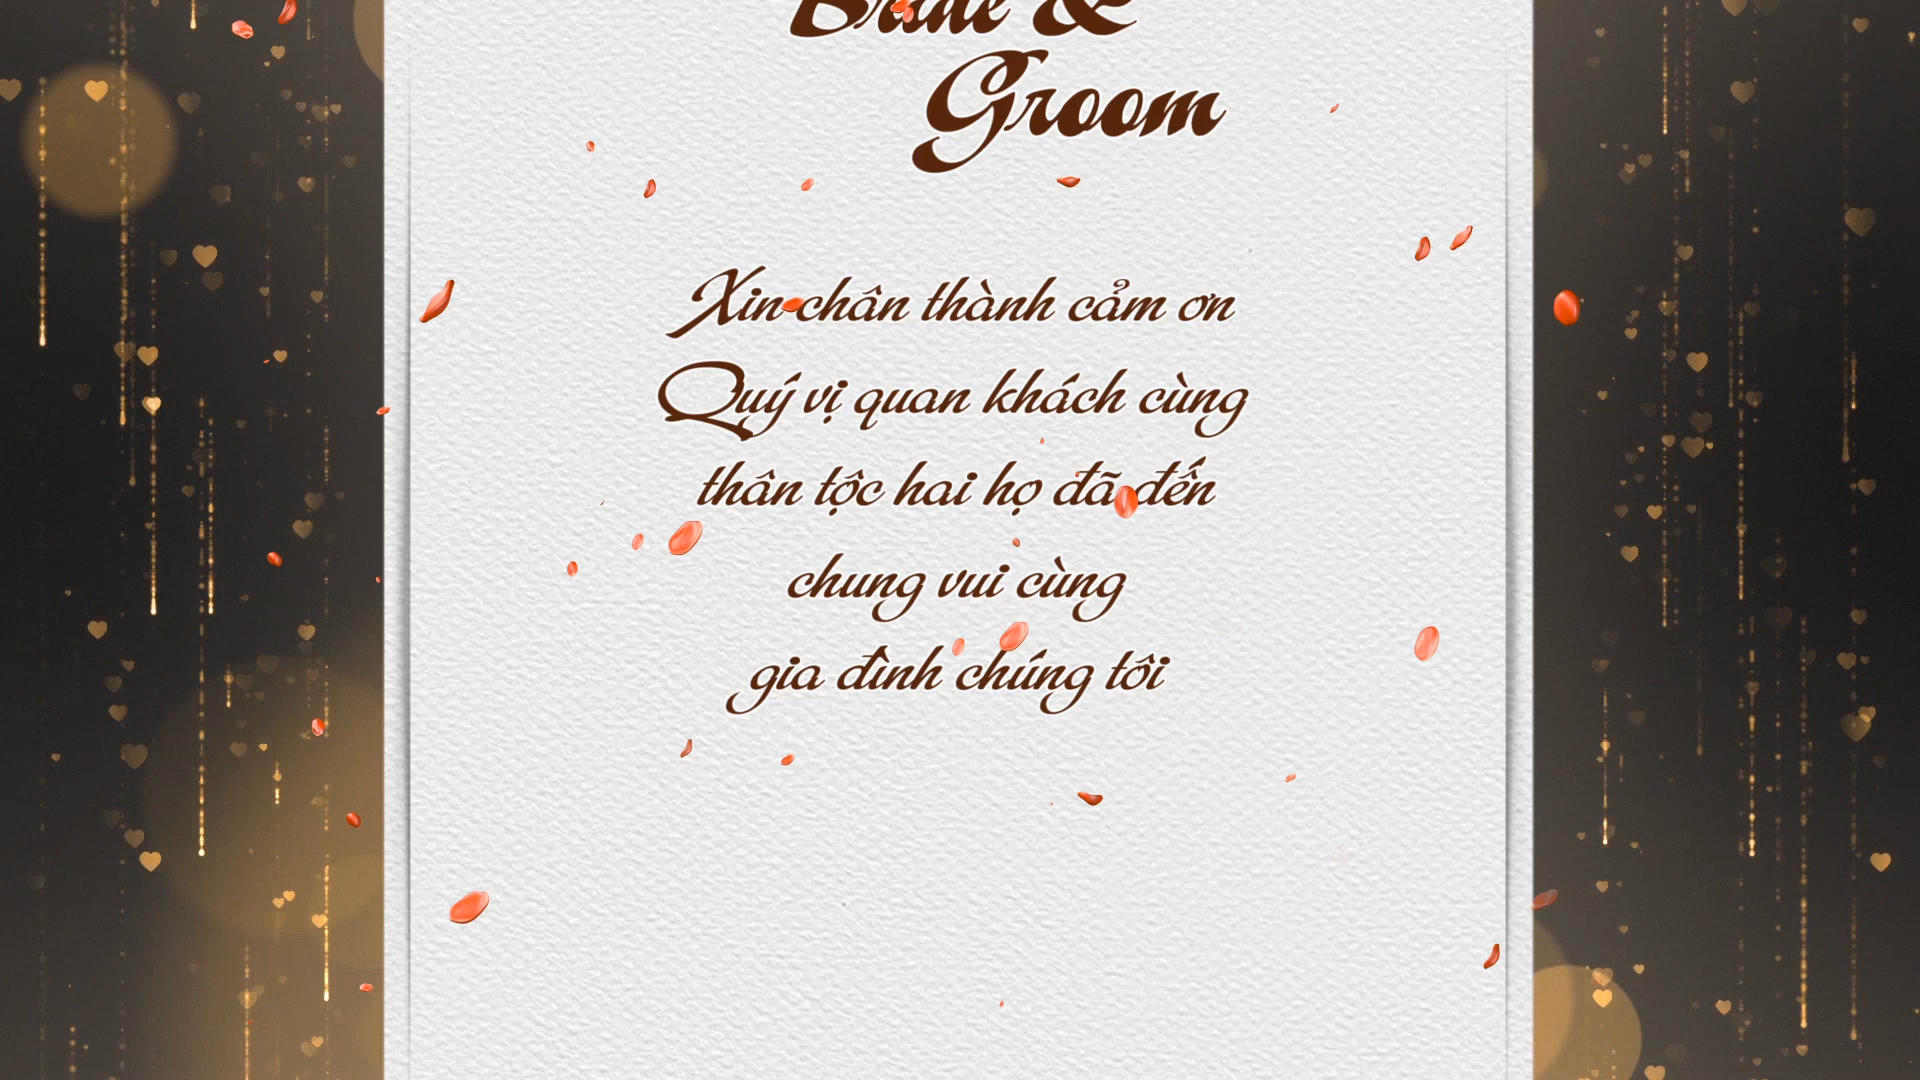 Bride &
Groom
Xin chân thành cảm ơn
Quý vị quan khách cùng
thân tộc hai họ đã đến
chung vui cùng
gia đình chúng tôi